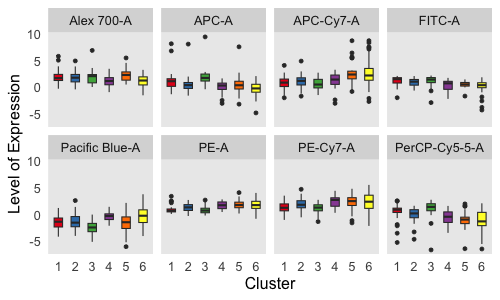 Alex 700-A APC-A APC-Cy7-A FITC-A
10
5
0
-5
Pacific Blue-A PE-A PE-Cy7-A PerCP-Cy5-5-A
10
5
0
-5
1 2 3 4 5 6 1 2 3 4 5 6 1 2 3 4 5 6 1 2 3 4 5 6
Level of Expression
Cluster